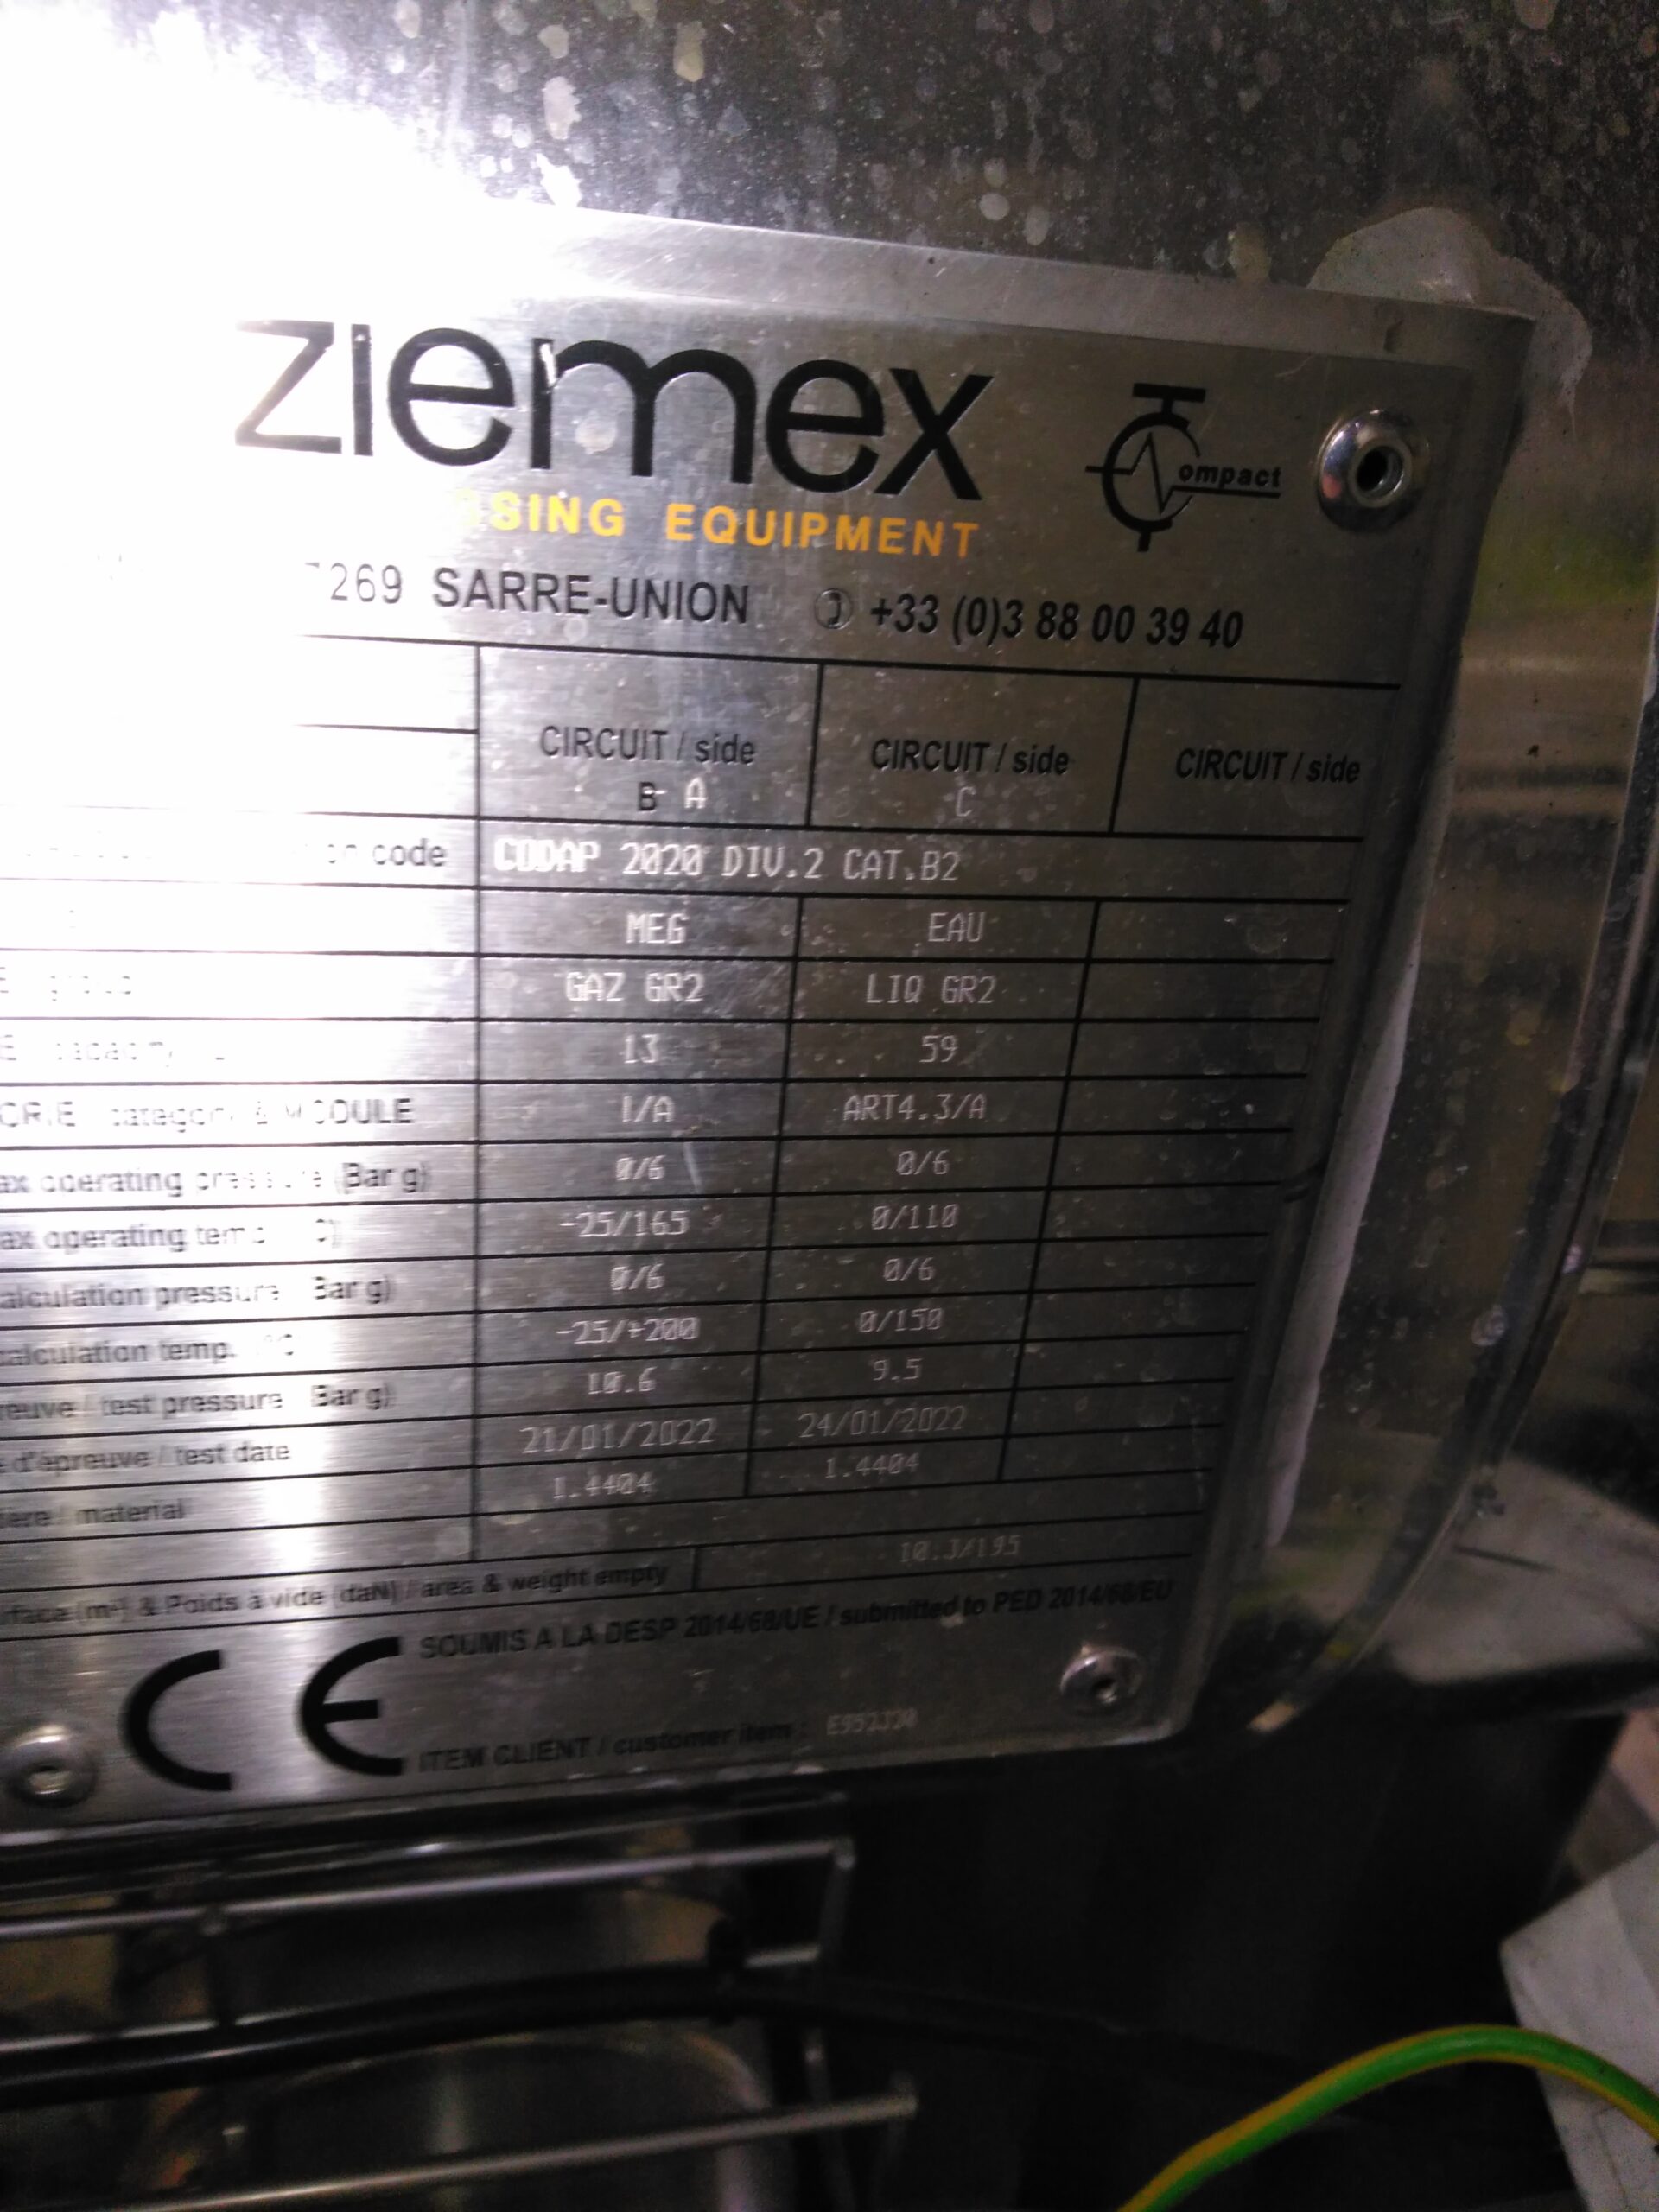 ziemex
ompact
SING EQUIPMENT
269 SARRE-UNION +33 (0)3 88 00 39 40
CIRCUIT / side CIRCUIT / side CIRCUIT / side
B A C
code CODAP 2020 DIV.2 CAT.B2
MEG EAU
GAZ GR2 LIQ GR2
13 59
category & MODULE I/A ART4.3/A
ax operating pressure (Bar g) 0/6 0/6
ax operating temp -25/165 0/110
alculation pressure Bar g) 0/6 0/6
calculation temp. °C -25/+200 0/150
reuve / test pressure Bar g) 10.6 9.5
d'épreuve / test date 21/01/2022 24/01/2022
ière / material 1.4404 1.4404
rface (m²) & Poids à vide (daN) / area & weight empty 10.3/195
CE SOUMIS A LA DESP 2014/68/UE / submitted to PED 2014/68/EU
ITEM CLIENT / customer item :